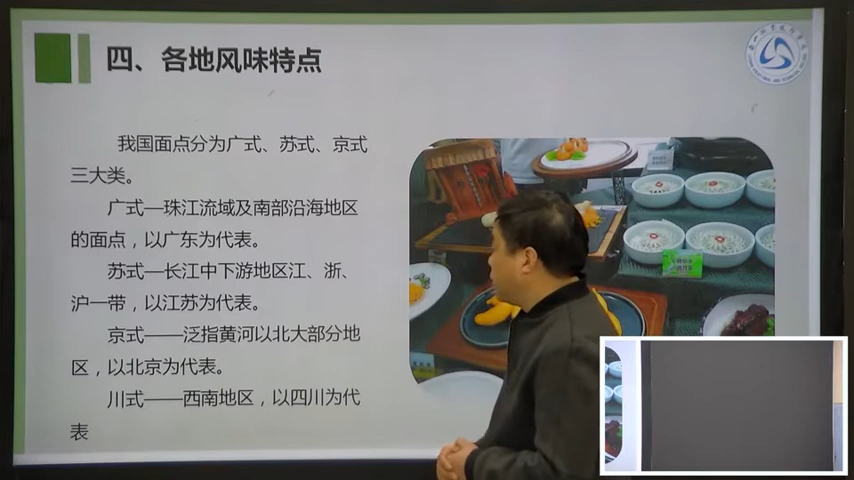 四、各地风味特点
我国面点分为广式、苏式、京式
三大类。
广式—珠江流域及南部沿海地区
的面点，以广东为代表。
苏式—长江中下游地区江、浙、
沪一带，以江苏为代表。
京式——泛指黄河以北大部分地
区，以北京为代表。
川式——西南地区，以四川为代
表